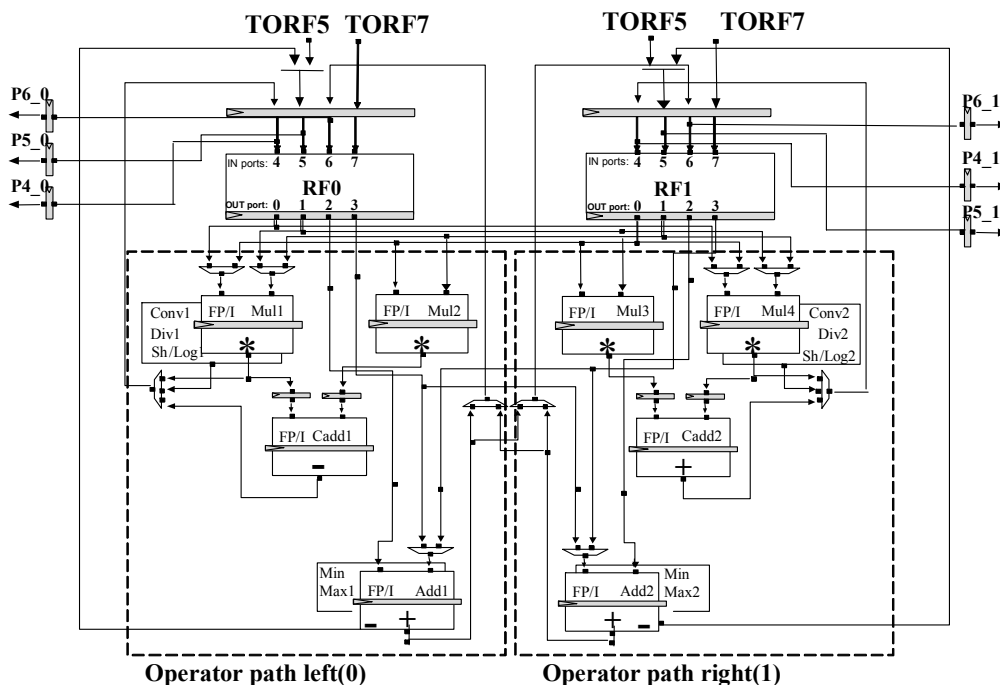 TORF5 TORF7 TORF5 TORF7
P6_0 P6_1
P5_0 P4_1
P4_0 P5_1
IN ports: 4 5 6 7 IN ports: 4 5 6 7
RF0 RF1
OUT port: 0 1 2 3 OUT port: 0 1 2 3
Conv1 FP/I Mul1 FP/I Mul2 FP/I Mul3 FP/I Mul4 Conv2
Div1 Div2
Sh/Log1 * * * * Sh/Log2
FP/I Cadd1 FP/I Cadd2
- +
Min Min
Max1 FP/I Add1 FP/I Add2 Max2
- + + -
Operator path left(0) Operator path right(1)